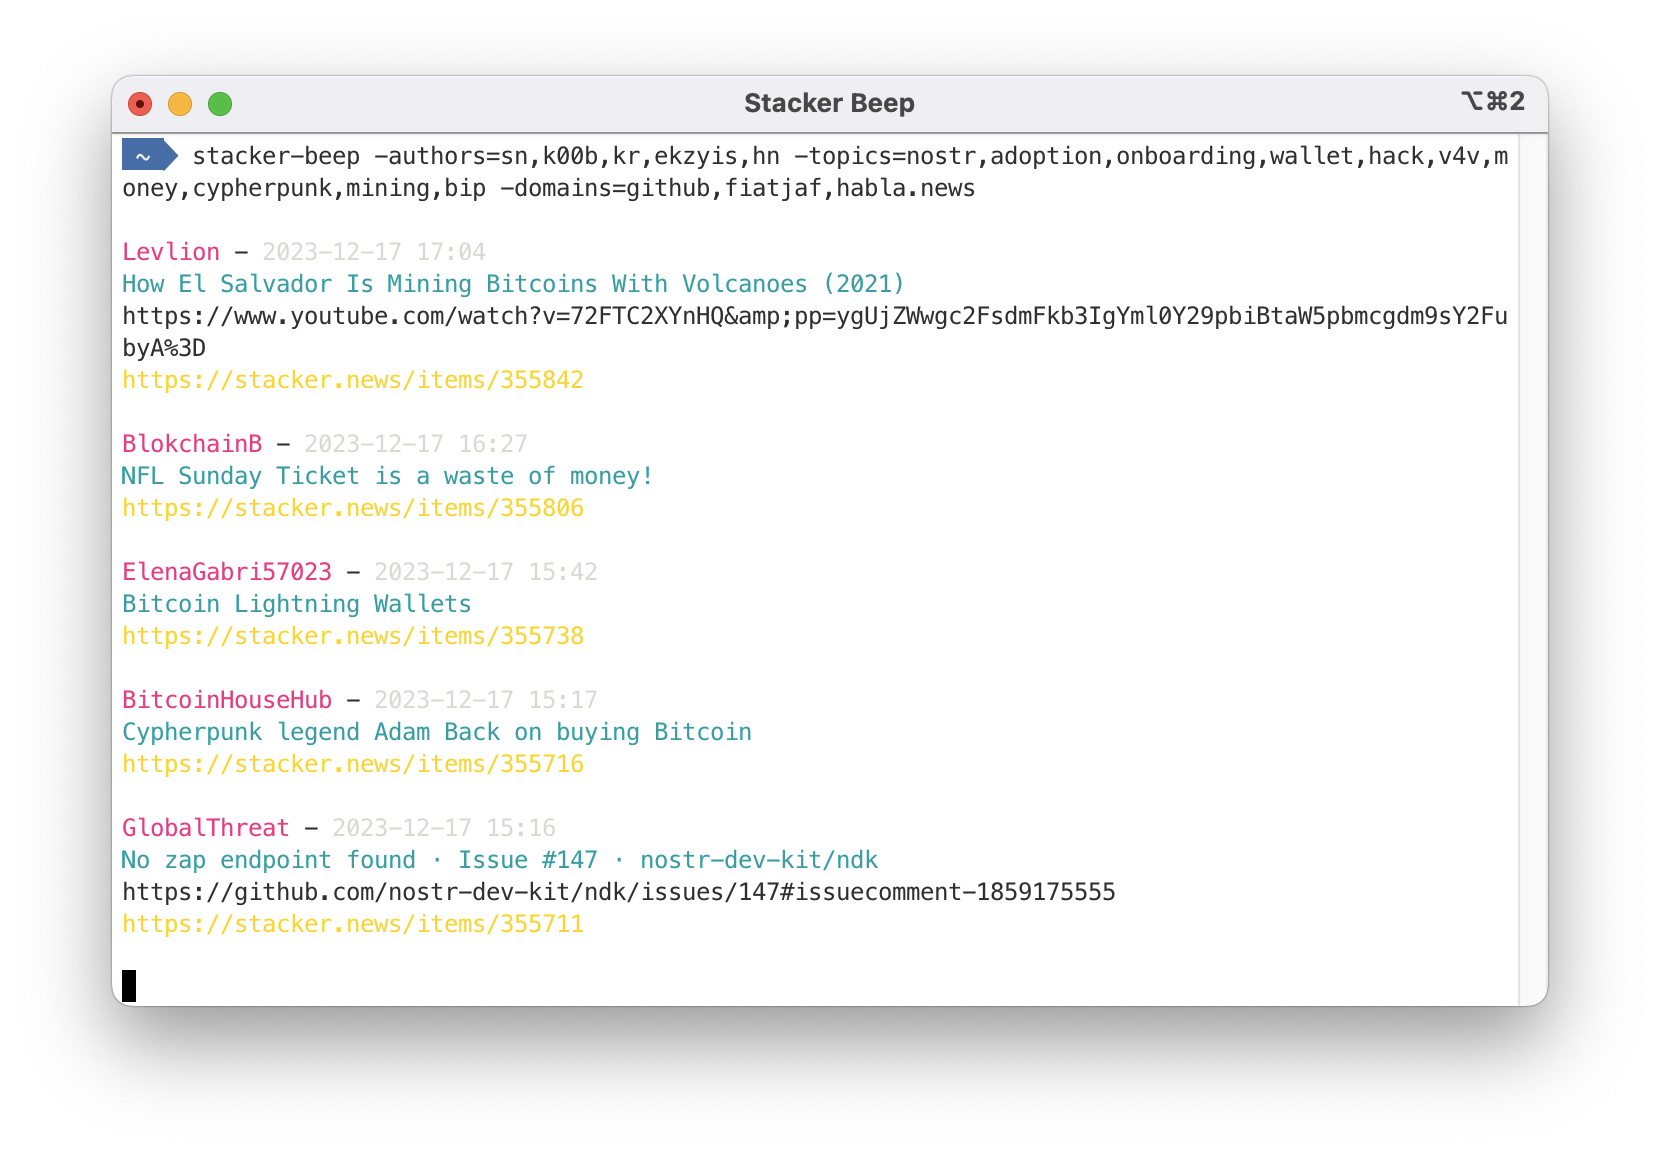 Stacker Beep
⌥⌘2
~ stacker-beep -authors=sn,k00b,kr,ekzyis,hn -topics=nostr,adoption,onboarding,wallet,hack,v4v,m
oney,cypherpunk,mining,bip -domains=github,fiatjaf,habla.news
Levlion - 2023-12-17 17:04
How El Salvador Is Mining Bitcoins With Volcanoes (2021)
https://www.youtube.com/watch?v=72FTC2XYnHQ&amp;pp=ygUjZWwgc2FsdmFkb3IgYml0Y29pbiBtaW5pbmcgdm9sY2Fu
byA%3D
https://stacker.news/items/355842
BlokchainB - 2023-12-17 16:27
NFL Sunday Ticket is a waste of money!
https://stacker.news/items/355806
ElenaGabri57023 - 2023-12-17 15:42
Bitcoin Lightning Wallets
https://stacker.news/items/355738
BitcoinHouseHub - 2023-12-17 15:17
Cypherpunk legend Adam Back on buying Bitcoin
https://stacker.news/items/355716
GlobalThreat - 2023-12-17 15:16
No zap endpoint found · Issue #147 · nostr-dev-kit/ndk
https://github.com/nostr-dev-kit/ndk/issues/147#issuecomment-1859175555
https://stacker.news/items/355711